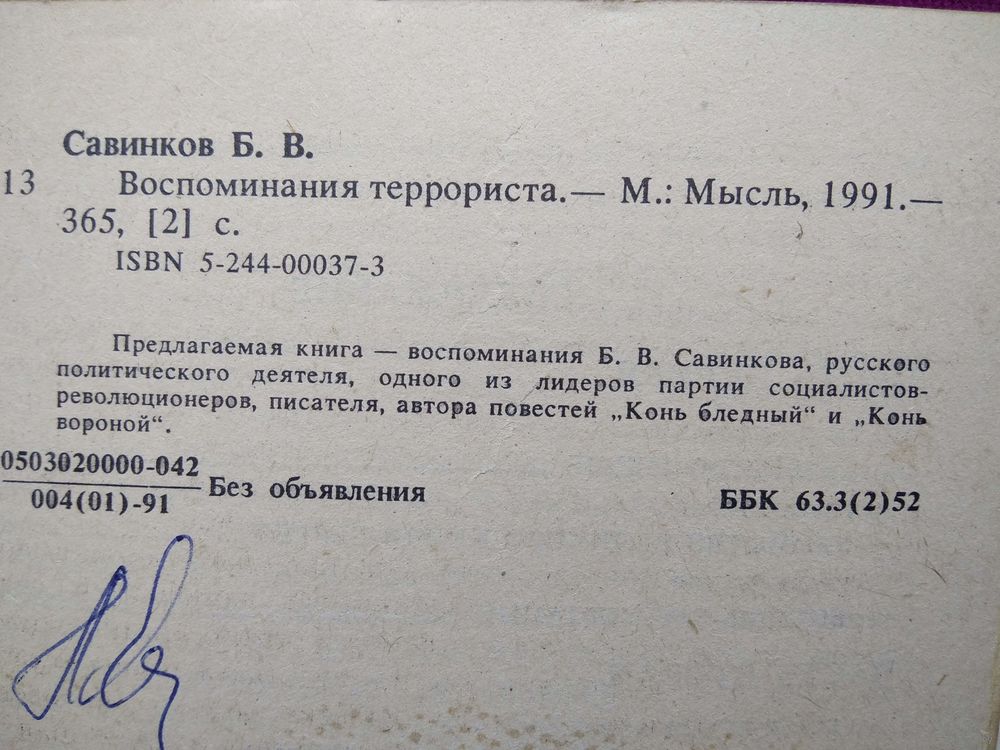 Савинков Б. В.
13 Воспоминания террориста.— М.: Мысль, 1991.—
365, [2] с.
ISBN 5-244-00037-3
Предлагаемая книга — воспоминания Б. В. Савинкова, русского
политического деятеля, одного из лидеров партии социалистов-
революционеров, писателя, автора повестей „Конь бледный“ и „Конь
вороной“.
0503020000-042
004(01)-91
Без объявления
ББК 63.3(2)52